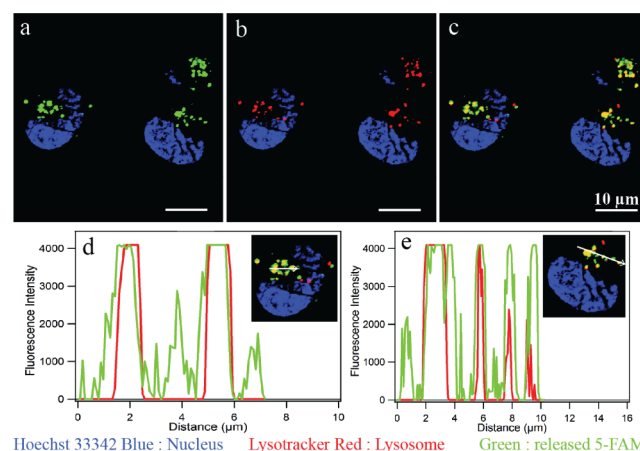 a b c
10 µm
d e
Fluorescence Intensity
4000
3000
2000
1000
0
0 2 4 6 8 10
Distance (µm)
Fluorescence Intensity
4000
3000
2000
1000
0
0 2 4 6 8 10 12 14 16
Distance (µm)
Hoechst 33342 Blue : Nucleus Lysotracker Red : Lysosome Green : released 5-FAM